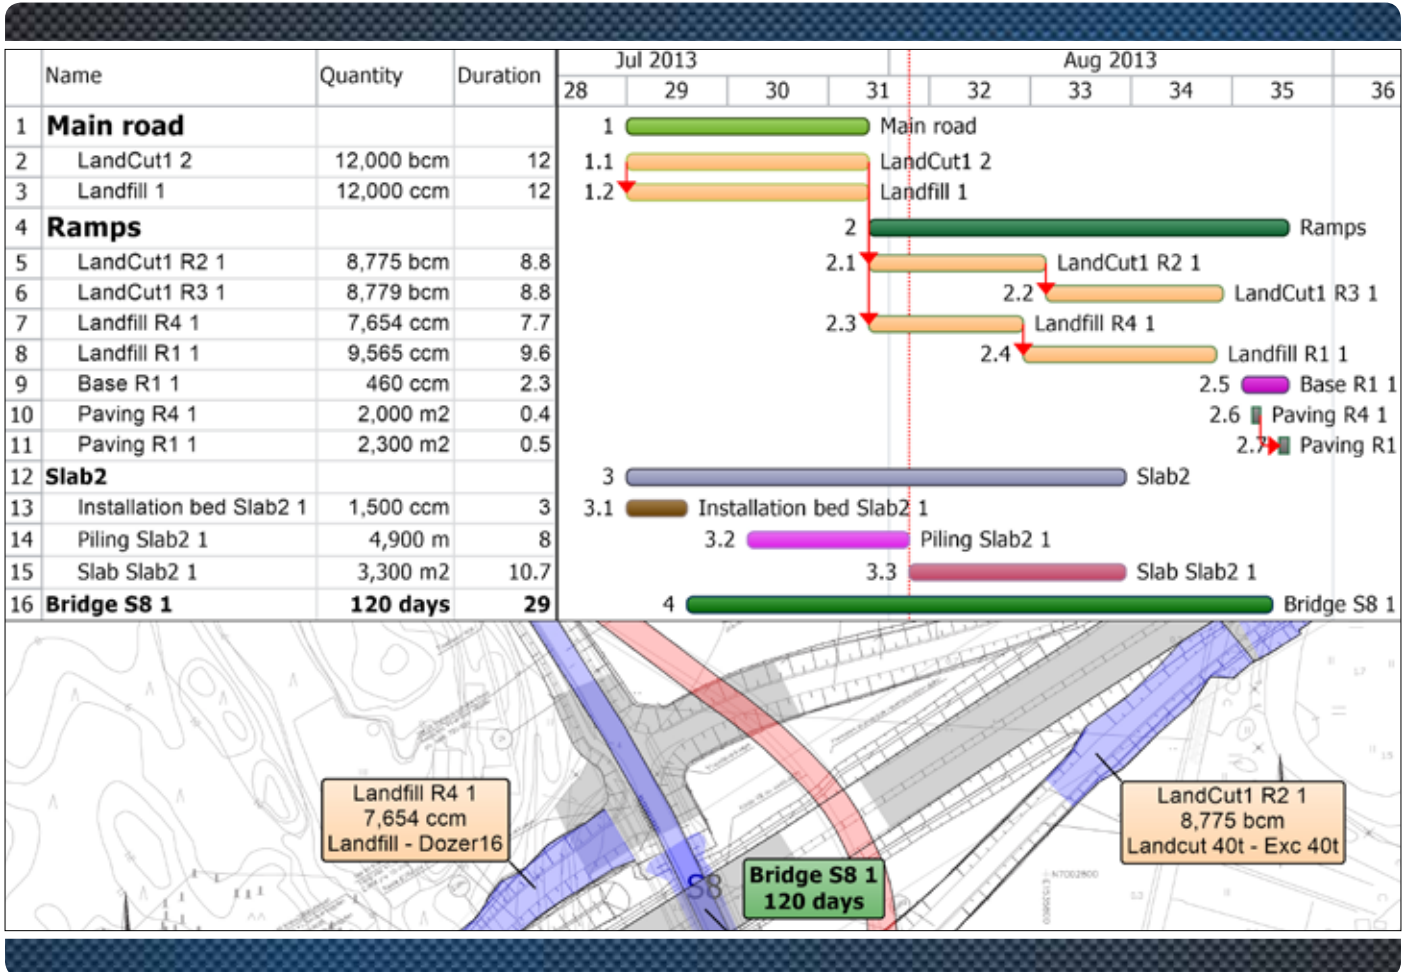 Name Quantity Duration Jul 2013 Aug 2013
28 29 30 31 32 33 34 35 36
1 Main road 1 Main road
2 LandCut1 2 12,000 bcm 12 1.1 LandCut1 2
3 Landfill 1 12,000 ccm 12 1.2 Landfill 1
4 Ramps 2 Ramps
5 LandCut1 R2 1 8,775 bcm 8.8 2.1 LandCut1 R2 1
6 LandCut1 R3 1 8,779 bcm 8.8 2.2 LandCut1 R3 1
7 Landfill R4 1 7,654 ccm 7.7 2.3 Landfill R4 1
8 Landfill R1 1 9,565 ccm 9.6 2.4 Landfill R1 1
9 Base R1 1 460 ccm 2.3 2.5 Base R1 1
10 Paving R4 1 2,000 m2 0.4 2.6 Paving R4 1
11 Paving R1 1 2,300 m2 0.5 2.7 Paving R1
12 Slab2 3 Slab2
13 Installation bed Slab2 1 1,500 ccm 3 3.1 Installation bed Slab2 1
14 Piling Slab2 1 4,900 m 8 3.2 Piling Slab2 1
15 Slab Slab2 1 3,300 m2 10.7 3.3 Slab Slab2 1
16 Bridge S8 1 120 days 29 4 Bridge S8 1
Landfill R4 1
7,654 ccm
Landfill - Dozer16
LandCut1 R2 1
8,775 bcm
Landcut 40t - Exc 40t
S8
Bridge S8 1
120 days
N7002800